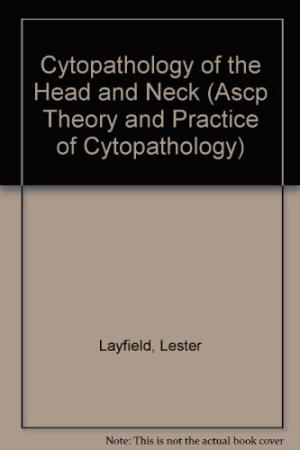 Cytopathology of the
Head and Neck (Ascp
Theory and Practice
of Cytopathology)
Layfield, Lester
Note: This is not the actual book cover